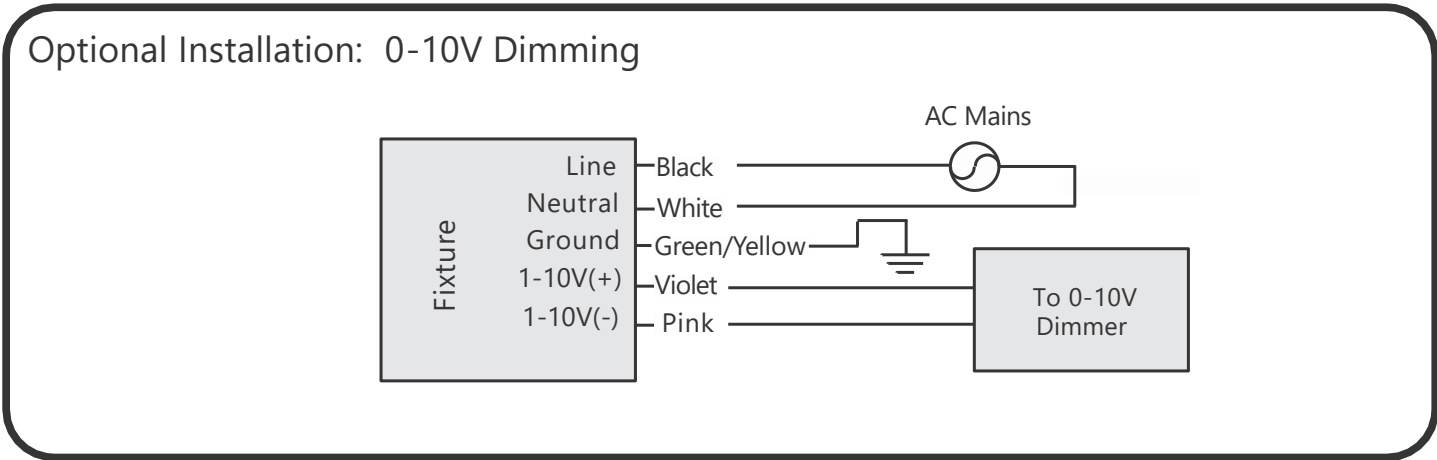 Optional Installation: 0-10V Dimming
AC Mains
Line
Black
Neutral
White
Ground
Green/Yellow
1-10V(+)
Violet
1-10V(-)
Pink
Fixture
To 0-10V
Dimmer